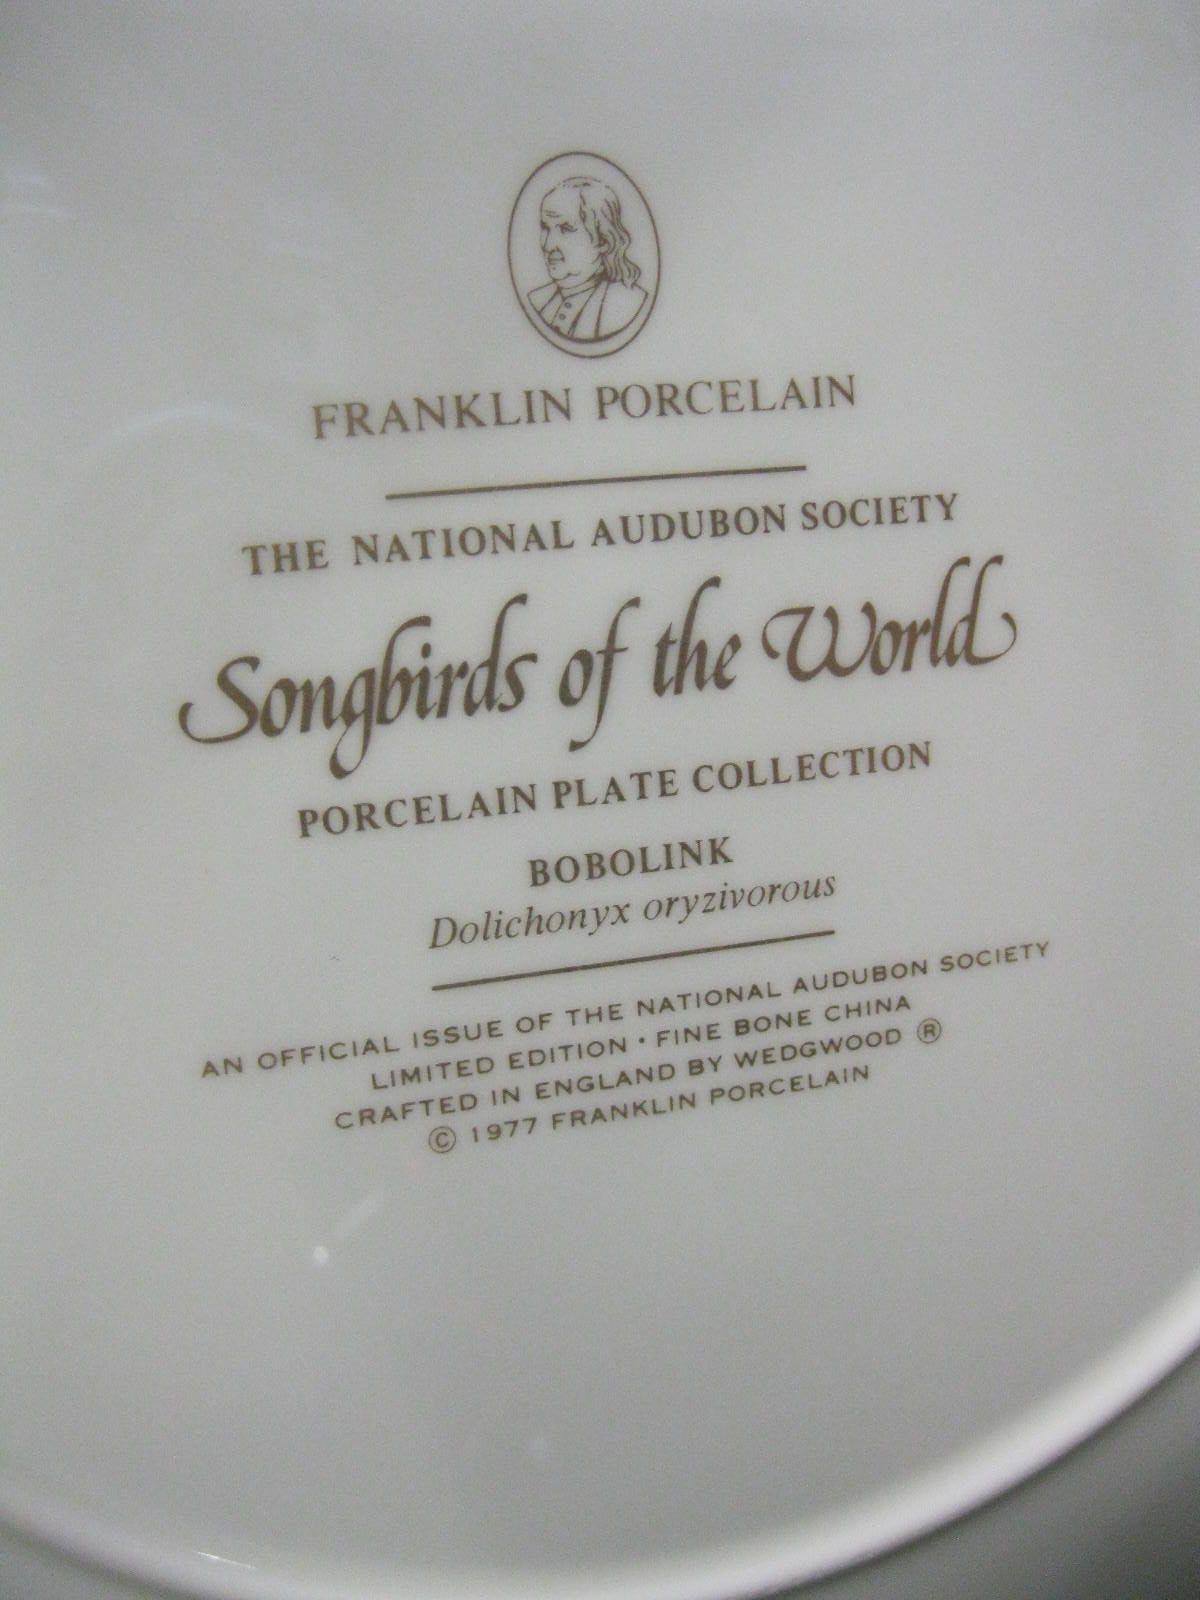 FRANKLIN PORCELAIN
THE NATIONAL AUDUBON SOCIETY
Songbirds of the World
PORCELAIN PLATE COLLECTION
BOBOLINK
Dolichonyx oryzivorous
AN OFFICIAL ISSUE OF THE NATIONAL AUDUBON SOCIETY
LIMITED EDITION · FINE BONE CHINA
CRAFTED IN ENGLAND BY WEDGWOOD ®
© 1977 FRANKLIN PORCELAIN